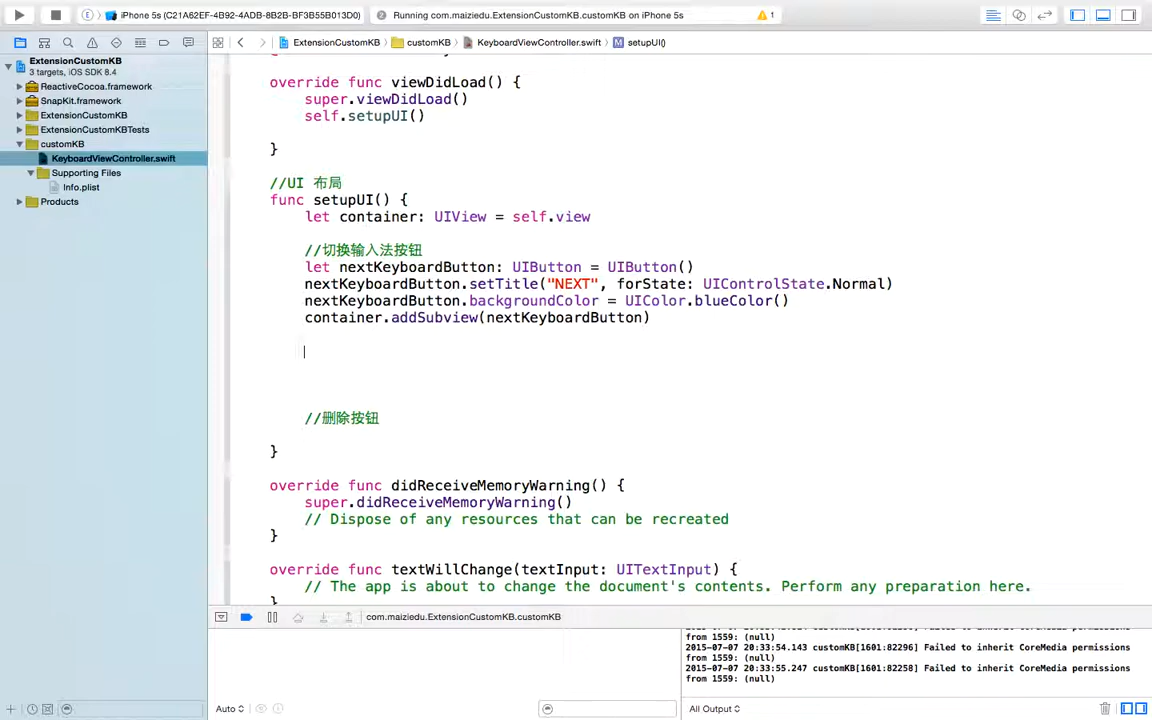 iPhone 5s (C21A62EF-4B92-4ADB-8B2B-BF3B55B013D0)
Running com.maiziedu.ExtensionCustomKB.customKB on iPhone 5s
1
ExtensionCustomKB
customKB
KeyboardViewController.swift
M
setupUI()
ExtensionCustomKB
3 targets, iOS SDK 8.4
ReactiveCocoa.framework
SnapKit.framework
ExtensionCustomKB
ExtensionCustomKBTests
customKB
KeyboardViewController.swift
Supporting Files
Info.plist
Products
override func viewDidLoad() {
super.viewDidLoad()
self.setupUI()
}
//UI 布局
func setupUI() {
let container: UIView = self.view
//切换输入法按钮
let nextKeyboardButton: UIButton = UIButton()
nextKeyboardButton.setTitle("NEXT", forState: UIControlState.Normal)
nextKeyboardButton.backgroundColor = UIColor.blueColor()
container.addSubview(nextKeyboardButton)
//删除按钮
}
override func didReceiveMemoryWarning() {
super.didReceiveMemoryWarning()
// Dispose of any resources that can be recreated
}
override func textWillChange(textInput: UITextInput) {
// The app is about to change the document's contents. Perform any preparation here.
}
com.maiziedu.ExtensionCustomKB.customKB
from 1559: (null)
2015-07-07 20:33:54.143 customKB[1601:82296] Failed to inherit CoreMedia permissions
from 1559: (null)
2015-07-07 20:33:55.247 customKB[1601:82258] Failed to inherit CoreMedia permissions
from 1559: (null)
Auto
All Output